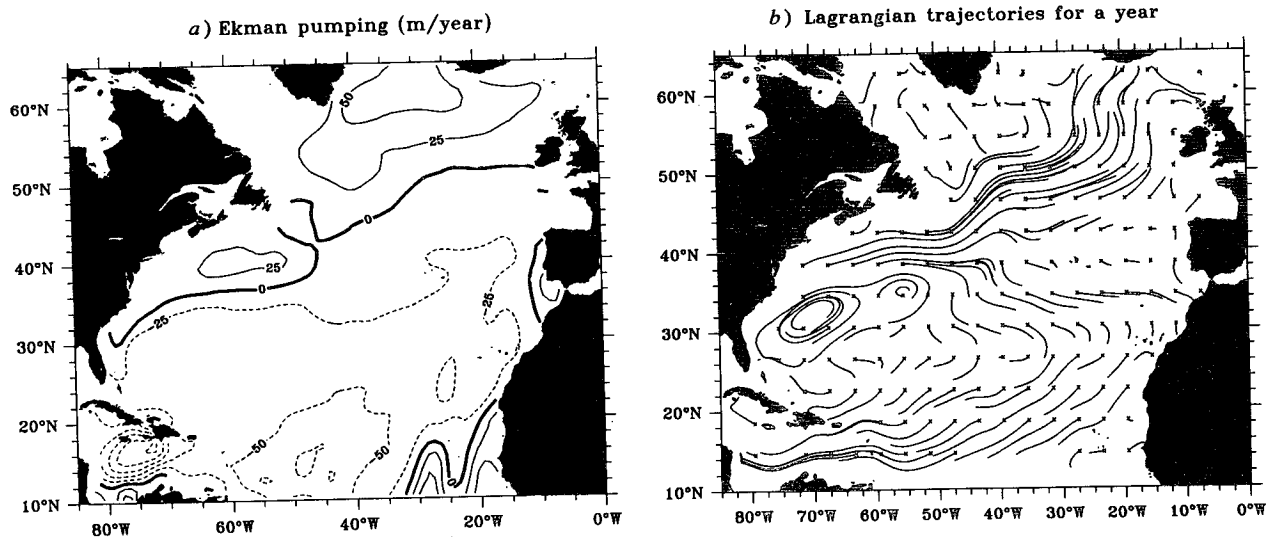 a) Ekman pumping (m/year)
b) Lagrangian trajectories for a year
60°N
50°N
40°N
30°N
20°N
10°N
80°W
60°W
40°W
20°W
0°W
50
25
0
25
0
-25
-25
-50
-50
0
60°N
50°N
40°N
30°N
20°N
10°N
80°W
70°W
60°W
50°W
40°W
30°W
20°W
10°W
0°W